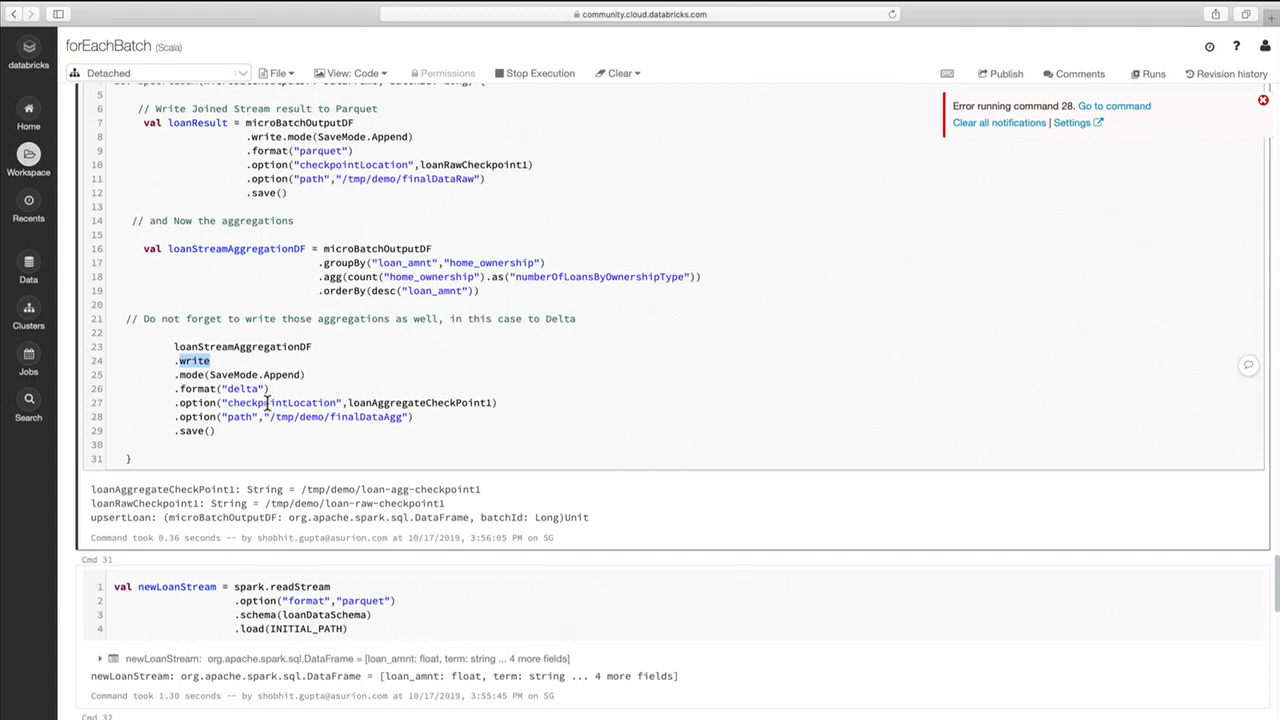 community.cloud.databricks.com
forEachBatch (Scala)
Detached File View: Code Permissions Stop Execution Clear Publish Comments Runs Revision history
databricks
Home
Workspace
Recents
Data
Clusters
Jobs
Search
Error running command 28. Go to command
Clear all notifications | Settings
5
6 // Write Joined Stream result to Parquet
7 val loanResult = microBatchOutputDF
8 .write.mode(SaveMode.Append)
9 .format("parquet")
10 .option("checkpointLocation",loanRawCheckpoint1)
11 .option("path","/tmp/demo/finalDataRaw")
12 .save()
13
14 // and Now the aggregations
15
16 val loanStreamAggregationDF = microBatchOutputDF
17 .groupBy("loan_amnt","home_ownership")
18 .agg(count("home_ownership").as("numberOfLoansByOwnershipType"))
19 .orderBy(desc("loan_amnt"))
20
21 // Do not forget to write those aggregations as well, in this case to Delta
22
23 loanStreamAggregationDF
24 .write
25 .mode(SaveMode.Append)
26 .format("delta")
27 .option("checkpointLocation",loanAggregateCheckPoint1)
28 .option("path","/tmp/demo/finalDataAgg")
29 .save()
30
31 }
loanAggregateCheckPoint1: String = /tmp/demo/loan-agg-checkpoint1
loanRawCheckpoint1: String = /tmp/demo/loan-raw-checkpoint1
upsertLoan: (microBatchOutputDF: org.apache.spark.sql.DataFrame, batchId: Long)Unit
Command took 0.36 seconds -- by shobhit.gupta@asurion.com at 10/17/2019, 3:56:05 PM on SG
Cmd 31
1 val newLoanStream = spark.readStream
2 .option("format","parquet")
3 .schema(loanDataSchema)
4 .load(INITIAL_PATH)
newLoanStream: org.apache.spark.sql.DataFrame = [loan_amnt: float, term: string ... 4 more fields]
newLoanStream: org.apache.spark.sql.DataFrame = [loan_amnt: float, term: string ... 4 more fields]
Command took 1.30 seconds -- by shobhit.gupta@asurion.com at 10/17/2019, 3:55:45 PM on SG
Cmd 32